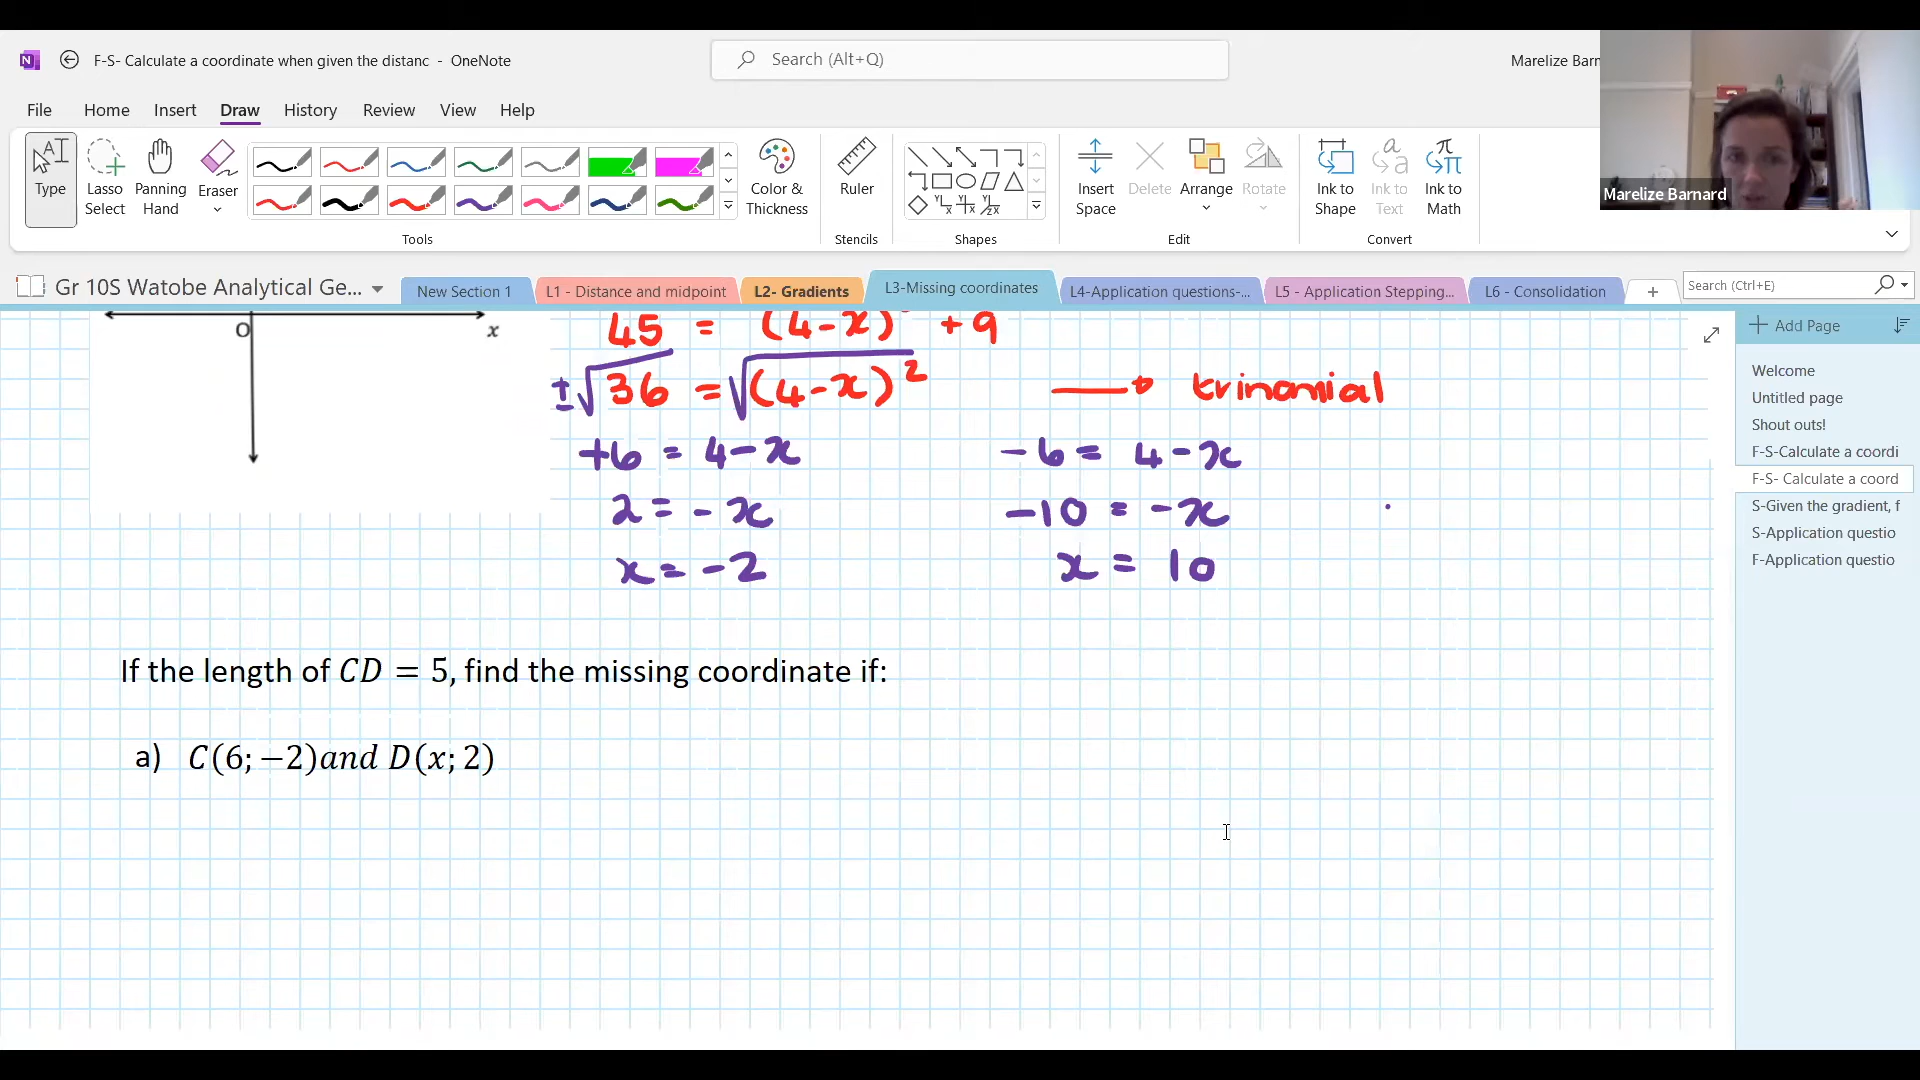 F-S- Calculate a coordinate when given the distanc - OneNote
Search (Alt+Q)
Marelize Barn
File Home Insert Draw History Review View Help
Type
Lasso Select
Panning Hand
Eraser
Color & Thickness
Ruler
Insert Space
Delete
Arrange
Rotate
Ink to Shape
Ink to Text
Ink to Math
Marelize Barnard
Tools Stencils Shapes Edit Convert
Gr 10S Watobe Analytical Ge...
New Section 1
L1 - Distance and midpoint
L2- Gradients
L3-Missing coordinates
L4-Application questions-...
L5 - Application Stepping...
L6 - Consolidation
Search (Ctrl+E)
Add Page
Welcome
Untitled page
Shout outs!
F-S-Calculate a coordi
F-S- Calculate a coord
S-Given the gradient, f
S-Application questio
F-Application questio
O x
45 = (4-x)² + 9
±√36 = √(4-x)² → trinomial
+6 = 4-x -6 = 4-x
2 = -x -10 = -x
x = -2 x = 10
If the length of CD = 5, find the missing coordinate if:
a) C(6; −2)and D(x; 2)